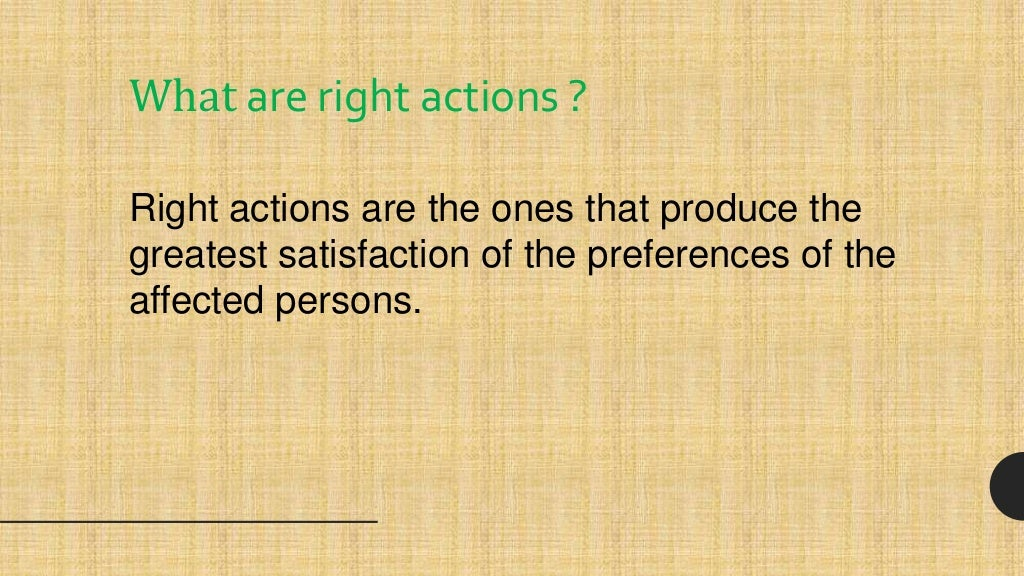 What are right actions ?
Right actions are the ones that produce the
greatest satisfaction of the preferences of the
affected persons.